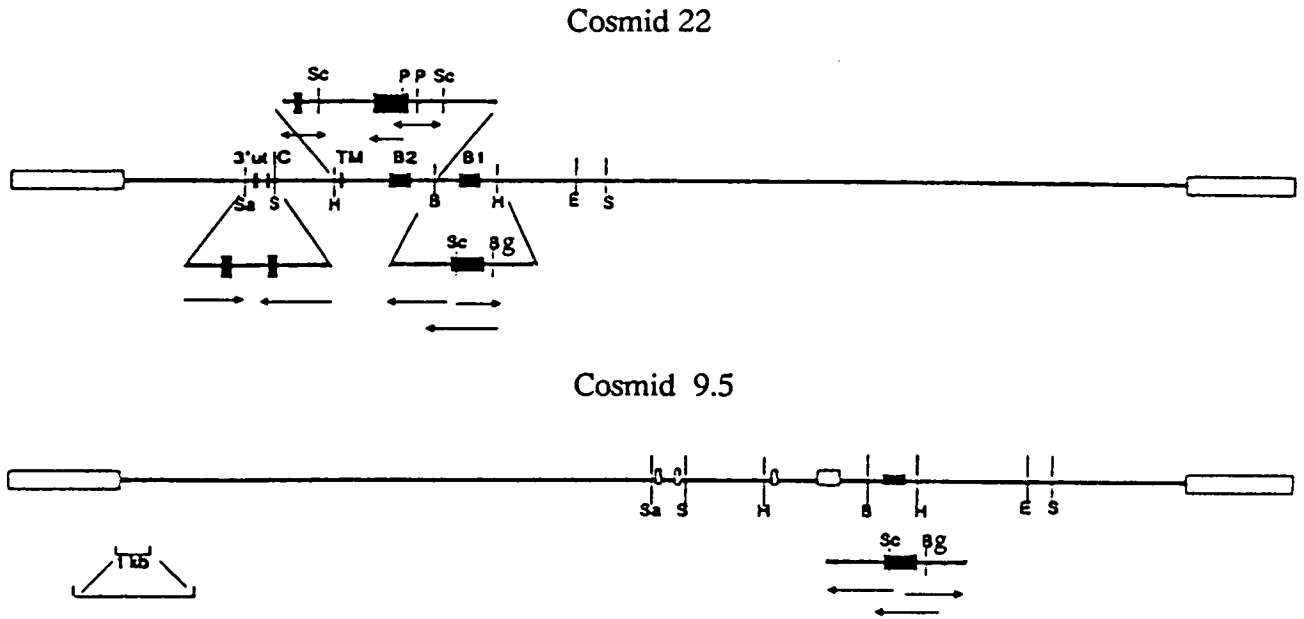 Cosmid 22
Sc P P Sc
3'ut C TM B2 B1
Sa S H B H E S
Sc Bg
Cosmid 9.5
Sa S H B H E S
Sc Bg
1 kb